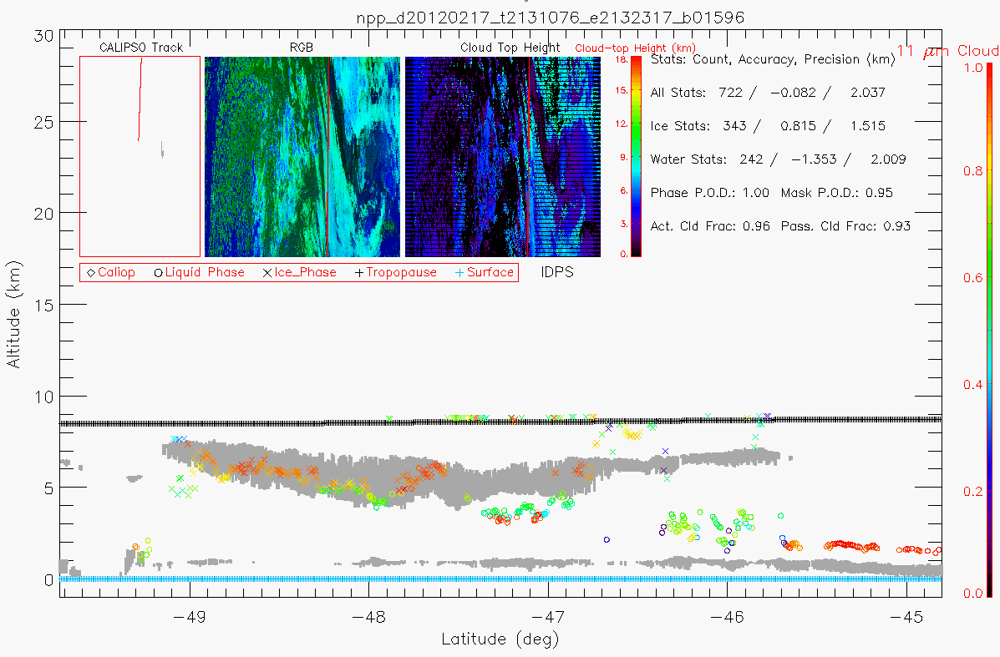 npp_d20120217_t2131076_e2132317_b01596
CALIPSO Track
RGB
Cloud Top Height
Cloud-top Height (km)
18.
15.
12.
9.
6.
3.
0.
Stats: Count, Accuracy, Precision (km)
All Stats: 722 / -0.082 / 2.037
Ice Stats: 343 / 0.815 / 1.515
Water Stats: 242 / -1.353 / 2.009
Phase P.O.D.: 1.00 Mask P.O.D.: 0.95
Act. Cld Frac: 0.96 Pass. Cld Frac: 0.93
11 μm Cloud
1.0
0.8
0.6
0.4
0.2
0.0
Caliop Liquid Phase Ice_Phase Tropopause Surface
IDPS
Altitude (km)
30
25
20
15
10
5
0
-49 -48 -47 -46 -45
Latitude (deg)